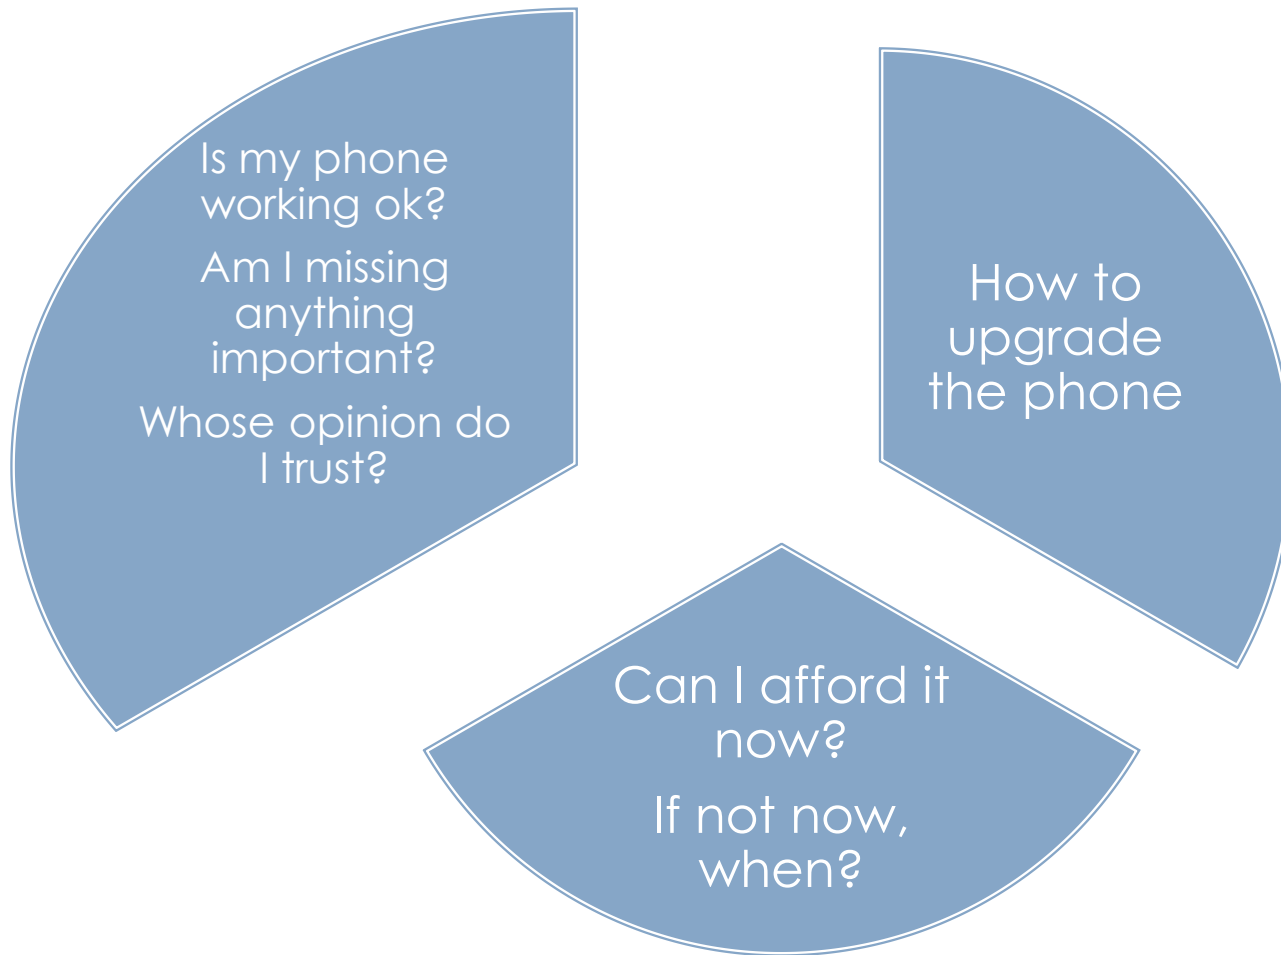 Is my phone
working ok?
Am I missing
anything
important?
Whose opinion do
I trust?
How to
upgrade
the phone
Can I afford it
now?
If not now,
when?